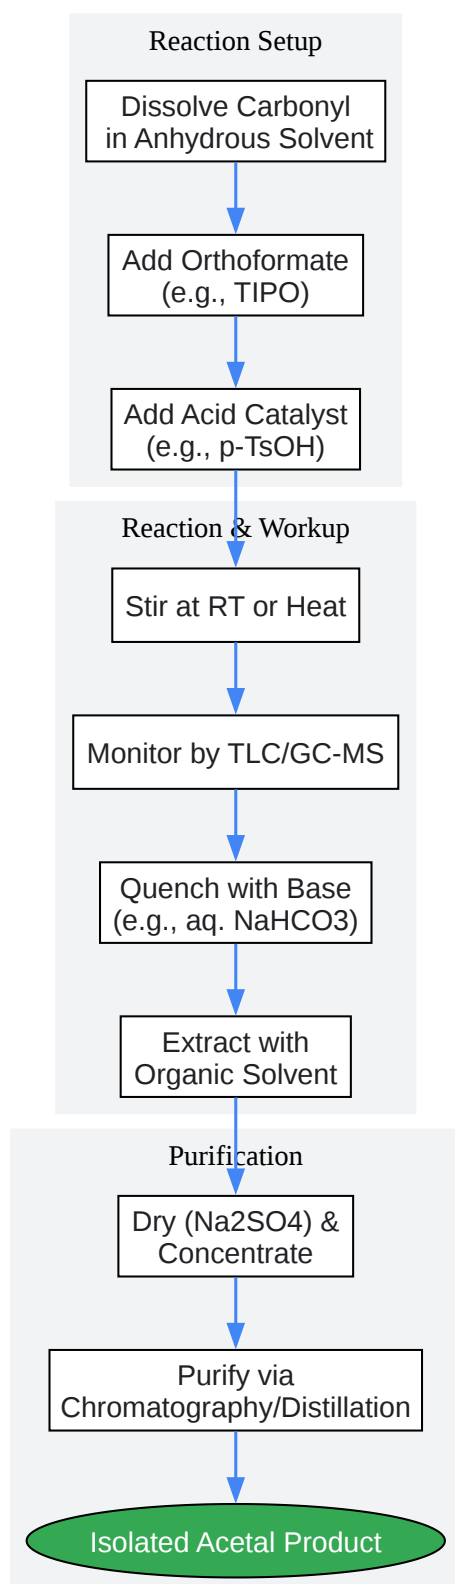 Reaction Setup
Dissolve Carbonyl
in Anhydrous Solvent
Add Orthoformate
(e.g., TIPO)
Add Acid Catalyst
(e.g., p-TsOH)
Reaction & Workup
Stir at RT or Heat
Monitor by TLC/GC-MS
Quench with Base
(e.g., aq. NaHCO3)
Extract with
Organic Solvent
Purification
Dry (Na2SO4) &
Concentrate
Purify via
Chromatography/Distillation
Isolated Acetal Product